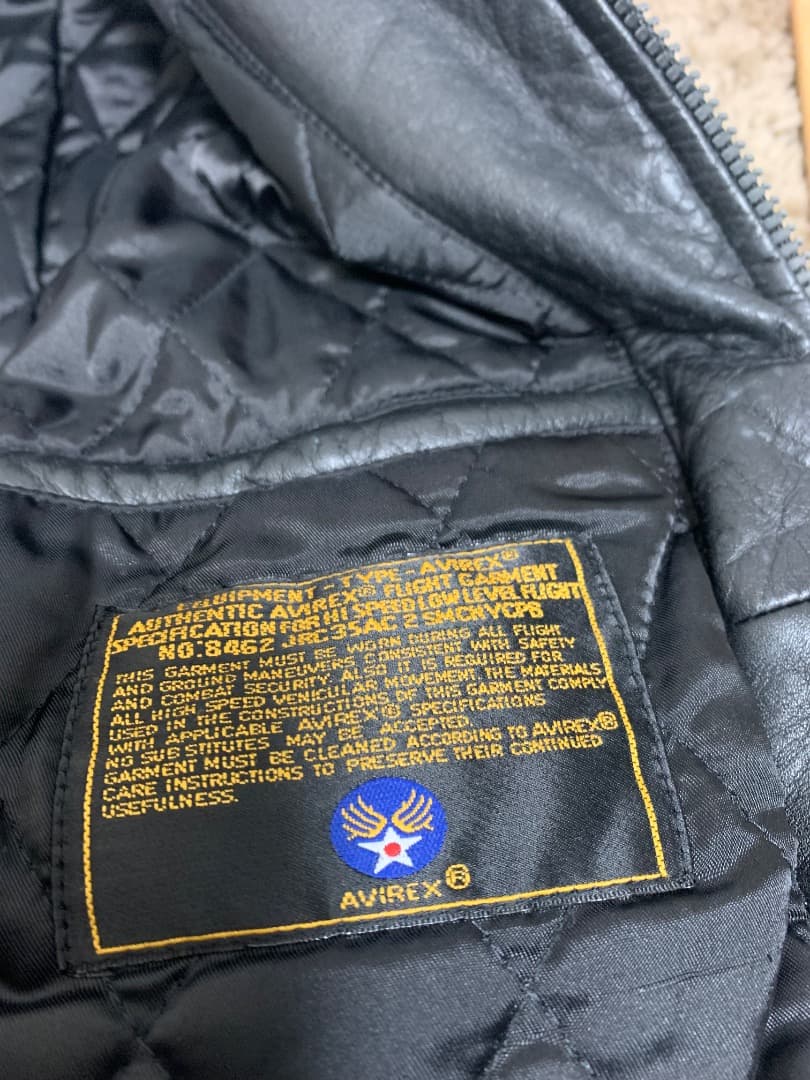 EQUIPMENT - TYPE - AVIREX®
AUTHENTIC AVIREX® FLIGHT GARMENT
SPECIFICATION FOR HI SPEED LOW LEVEL FLIGHT
NO:8462 JRC35AC 2 SMCNYCPB
THIS GARMENT MUST BE WORN DURING ALL FLIGHT
AND GROUND MANEUVERS CONSISTENT WITH SAFETY
AND COMBAT SECURITY. ALSO IT IS REQUIRED FOR
ALL HIGH SPEED VEHICULAR MOVEMENT. THE MATERIALS
USED IN THE CONSTRUCTIONS OF THIS GARMENT COMPLY
WITH APPLICABLE AVIREX® SPECIFICATIONS
NO SUBSTITUTES MAY BE ACCEPTED.
GARMENT MUST BE CLEANED ACCORDING TO AVIREX®
CARE INSTRUCTIONS TO PRESERVE THEIR CONTINUED
USEFULNESS.
AVIREX®